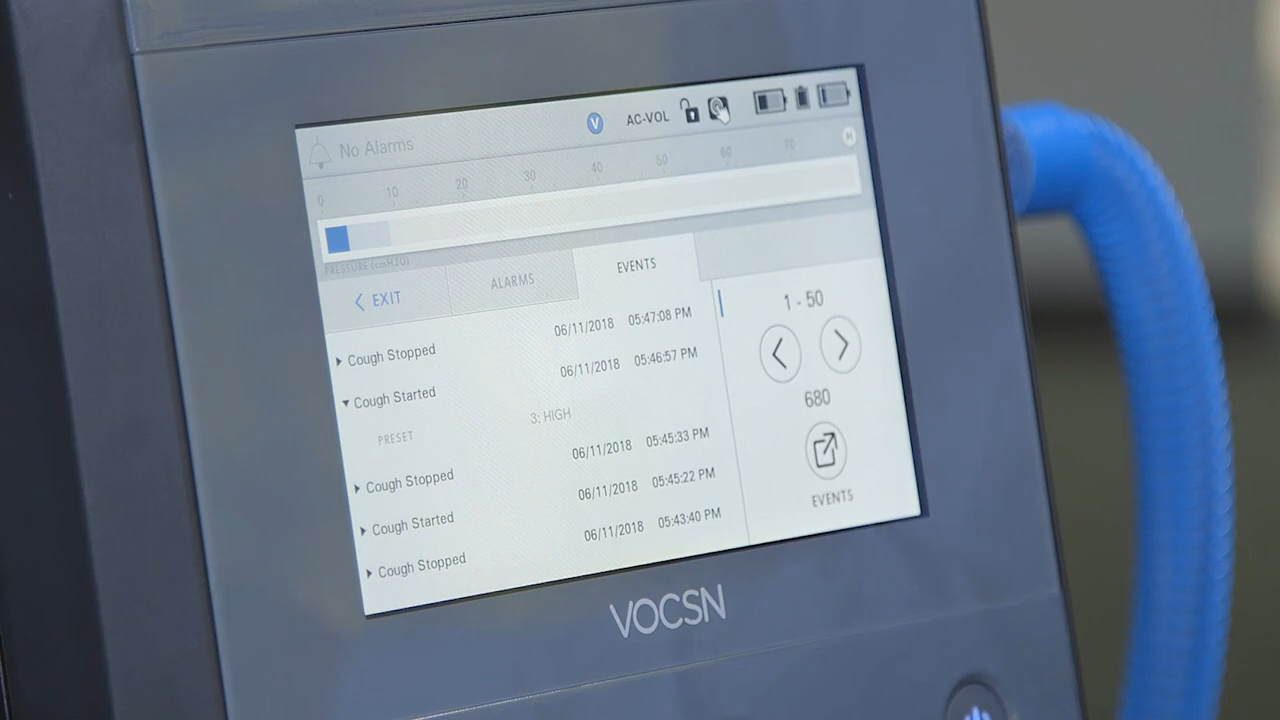 No Alarms V AC-VOL
0 10 20 30 40 50 60 70
PRESSURE (cmH2O)
EXIT ALARMS EVENTS
Cough Stopped 06/11/2018 05:47:08 PM
Cough Started 06/11/2018 05:46:57 PM
PRESET 3: HIGH
Cough Stopped 06/11/2018 05:45:33 PM
Cough Started 06/11/2018 05:45:22 PM
Cough Stopped 06/11/2018 05:43:40 PM
1 - 50
680
EVENTS
VOCSN